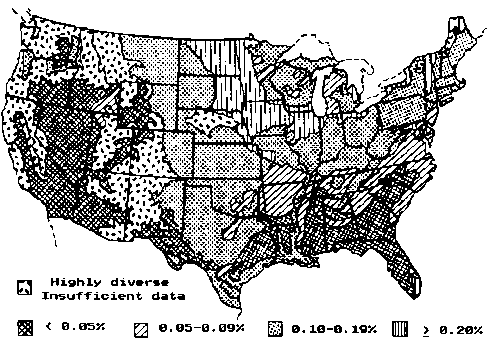 Highly diverse
Insufficient data
< 0.05% 0.05-0.09% 0.10-0.19% ≥ 0.20%